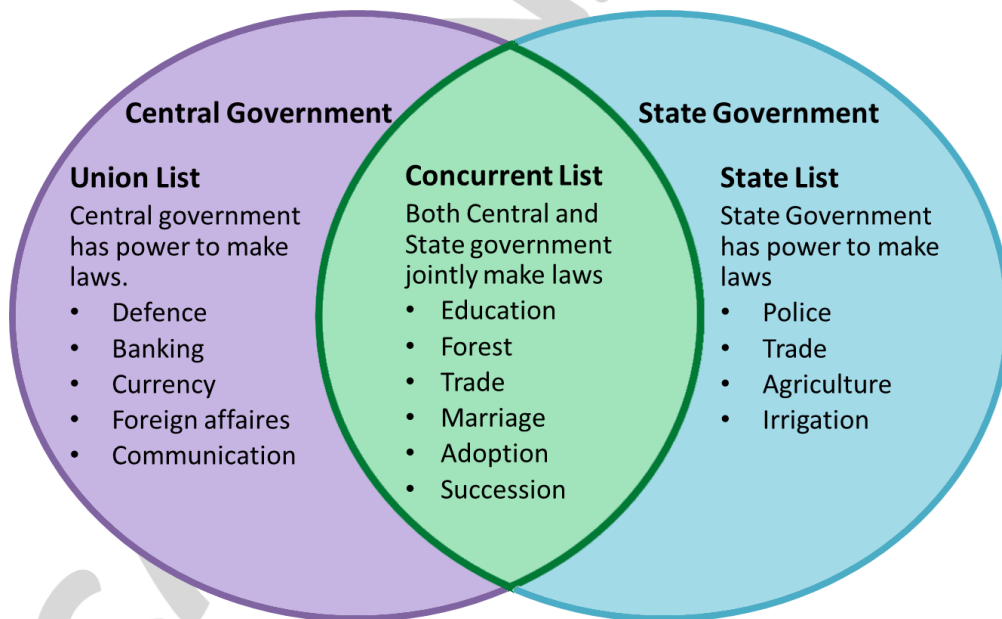 Central Government
Union List
Central government
has power to make
laws.
• Defence
• Banking
• Currency
• Foreign affaires
• Communication
Concurrent List
Both Central and
State government
jointly make laws
• Education
• Forest
• Trade
• Marriage
• Adoption
• Succession
State Government
State List
State Government
has power to make
laws
• Police
• Trade
• Agriculture
• Irrigation